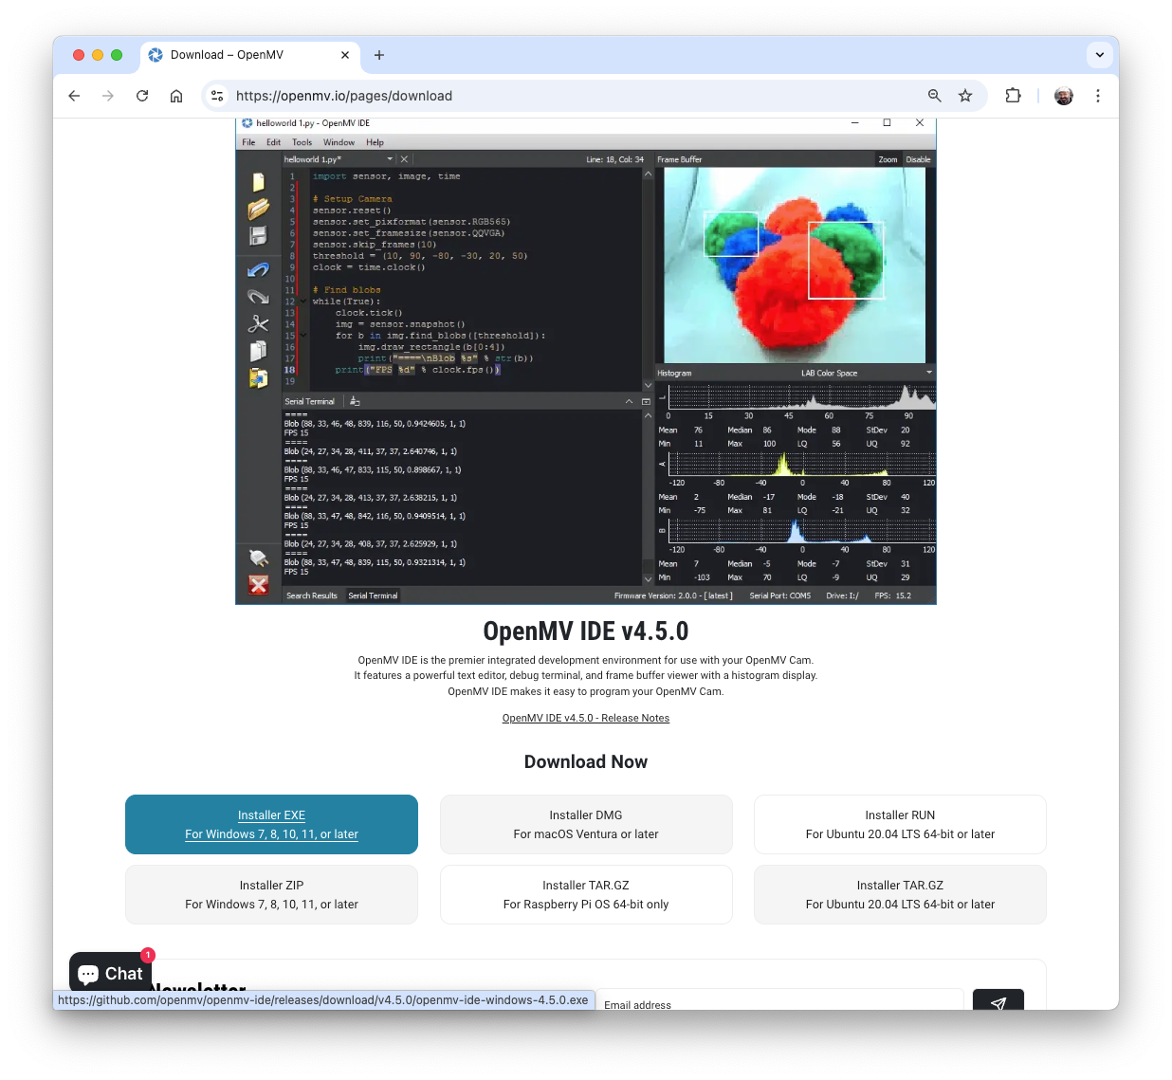 Download – OpenMV
https://openmv.io/pages/download
helloworld 1.py - OpenMV IDE
File Edit Tools Window Help
helloworld 1.py* Line: 18, Col: 34 Frame Buffer Zoom Disable
1 import sensor, image, time
2
3 # Setup Camera
4 sensor.reset()
5 sensor.set_pixformat(sensor.RGB565)
6 sensor.set_framesize(sensor.QQVGA)
7 sensor.skip_frames(10)
8 threshold = (10, 90, -80, -30, 20, 50)
9 clock = time.clock()
10
11 # Find blobs
12 while(True):
13 clock.tick()
14 img = sensor.snapshot()
15 for b in img.find_blobs([threshold]):
16 img.draw_rectangle(b[0:4])
17 print("====\nBlob %s" % str(b))
18 print("FPS %d" % clock.fps())
19
Serial Terminal
====
Blob (88, 33, 46, 48, 839, 116, 50, 0.9424605, 1, 1)
FPS 15
====
Blob (24, 27, 34, 28, 411, 37, 37, 2.640746, 1, 1)
====
Blob (88, 33, 46, 47, 833, 115, 50, 0.898667, 1, 1)
FPS 15
====
Blob (24, 27, 34, 28, 413, 37, 37, 2.638215, 1, 1)
====
Blob (88, 33, 47, 48, 842, 116, 50, 0.9409514, 1, 1)
FPS 15
====
Blob (24, 27, 34, 28, 408, 37, 37, 2.625929, 1, 1)
====
Blob (88, 33, 47, 48, 839, 115, 50, 0.9321314, 1, 1)
FPS 15
Histogram LAB Color Space
L
0 15 30 45 60 75 90
Mean 76 Median 86 Mode 88 StDev 20
Min 11 Max 100 LQ 56 UQ 92
A
-120 -80 -40 0 40 80 120
Mean 2 Median -17 Mode -18 StDev 40
Min -75 Max 81 LQ -21 UQ 32
B
-120 -80 -40 0 40 80 120
Mean 7 Median -5 Mode -7 StDev 31
Min -103 Max 70 LQ -9 UQ 29
Search Results Serial Terminal Firmware Version: 2.0.0 - [ latest ] Serial Port: COM5 Drive: I:/ FPS: 15.2
OpenMV IDE v4.5.0
OpenMV IDE is the premier integrated development environment for use with your OpenMV Cam.
It features a powerful text editor, debug terminal, and frame buffer viewer with a histogram display.
OpenMV IDE makes it easy to program your OpenMV Cam.
OpenMV IDE v4.5.0 - Release Notes
Download Now
Installer EXE
For Windows 7, 8, 10, 11, or later
Installer DMG
For macOS Ventura or later
Installer RUN
For Ubuntu 20.04 LTS 64-bit or later
Installer ZIP
For Windows 7, 8, 10, 11, or later
Installer TAR.GZ
For Raspberry Pi OS 64-bit only
Installer TAR.GZ
For Ubuntu 20.04 LTS 64-bit or later
1
Chat
Newsletter
Email address
https://github.com/openmv/openmv-ide/releases/download/v4.5.0/openmv-ide-windows-4.5.0.exe